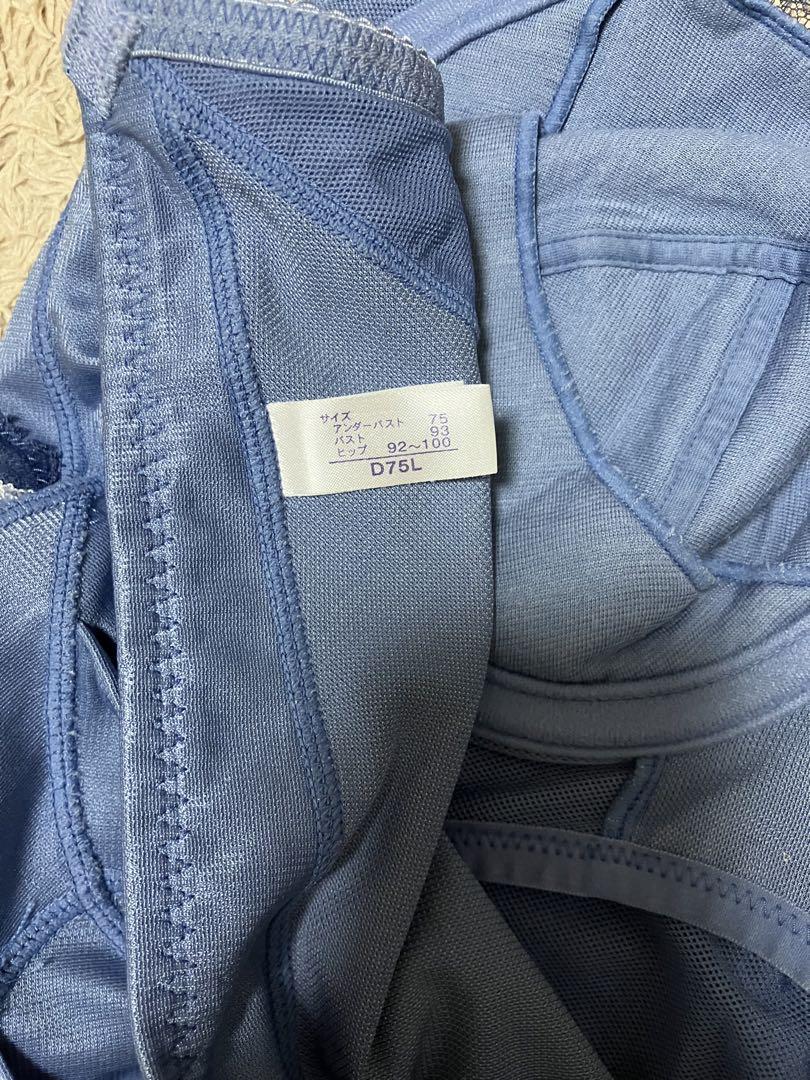 サイズ
アンダーバスト 75
バスト 93
ヒップ 92～100
D75L